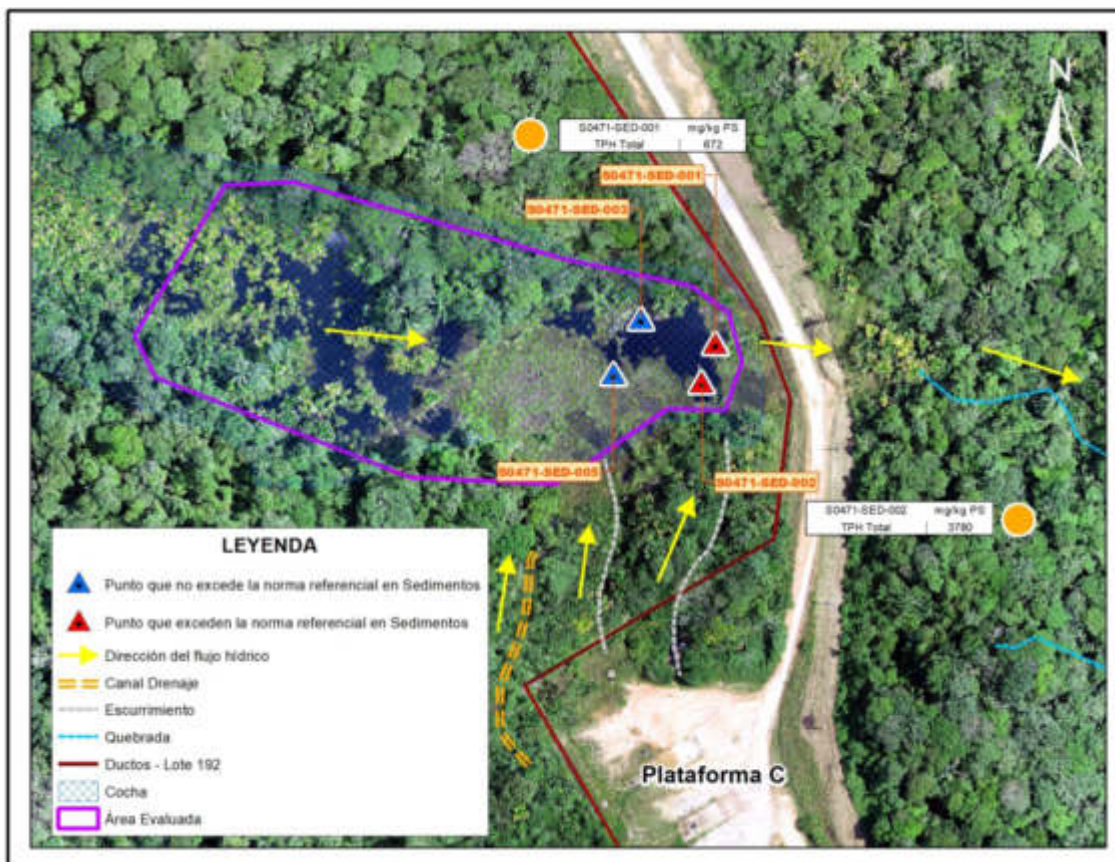 N
S0471-SED-001 mg/kg PS
TPH Total 672
S0471-SED-001
S0471-SED-003
S0471-SED-005
S0471-SED-002
S0471-SED-002 mg/kg PS
TPH Total 3780
LEYENDA
Punto que no excede la norma referencial en Sedimentos
Punto que exceden la norma referencial en Sedimentos
Dirección del flujo hídrico
Canal Drenaje
Escurrimiento
Quebrada
Ductos - Lote 192
Cocha
Área Evaluada
Plataforma C